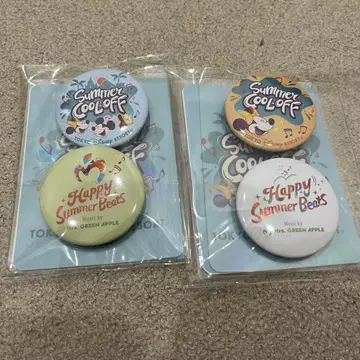 Summer
COOL OFF
TOKYO Disney RESORT
Happy
Summer Beats
Music by
Mrs. GREEN APPLE
TOK
Summer
COOL OFF
TOKYO Disney RESORT
Happy
Summer Beats
Music by
Mrs. GREEN APPLE